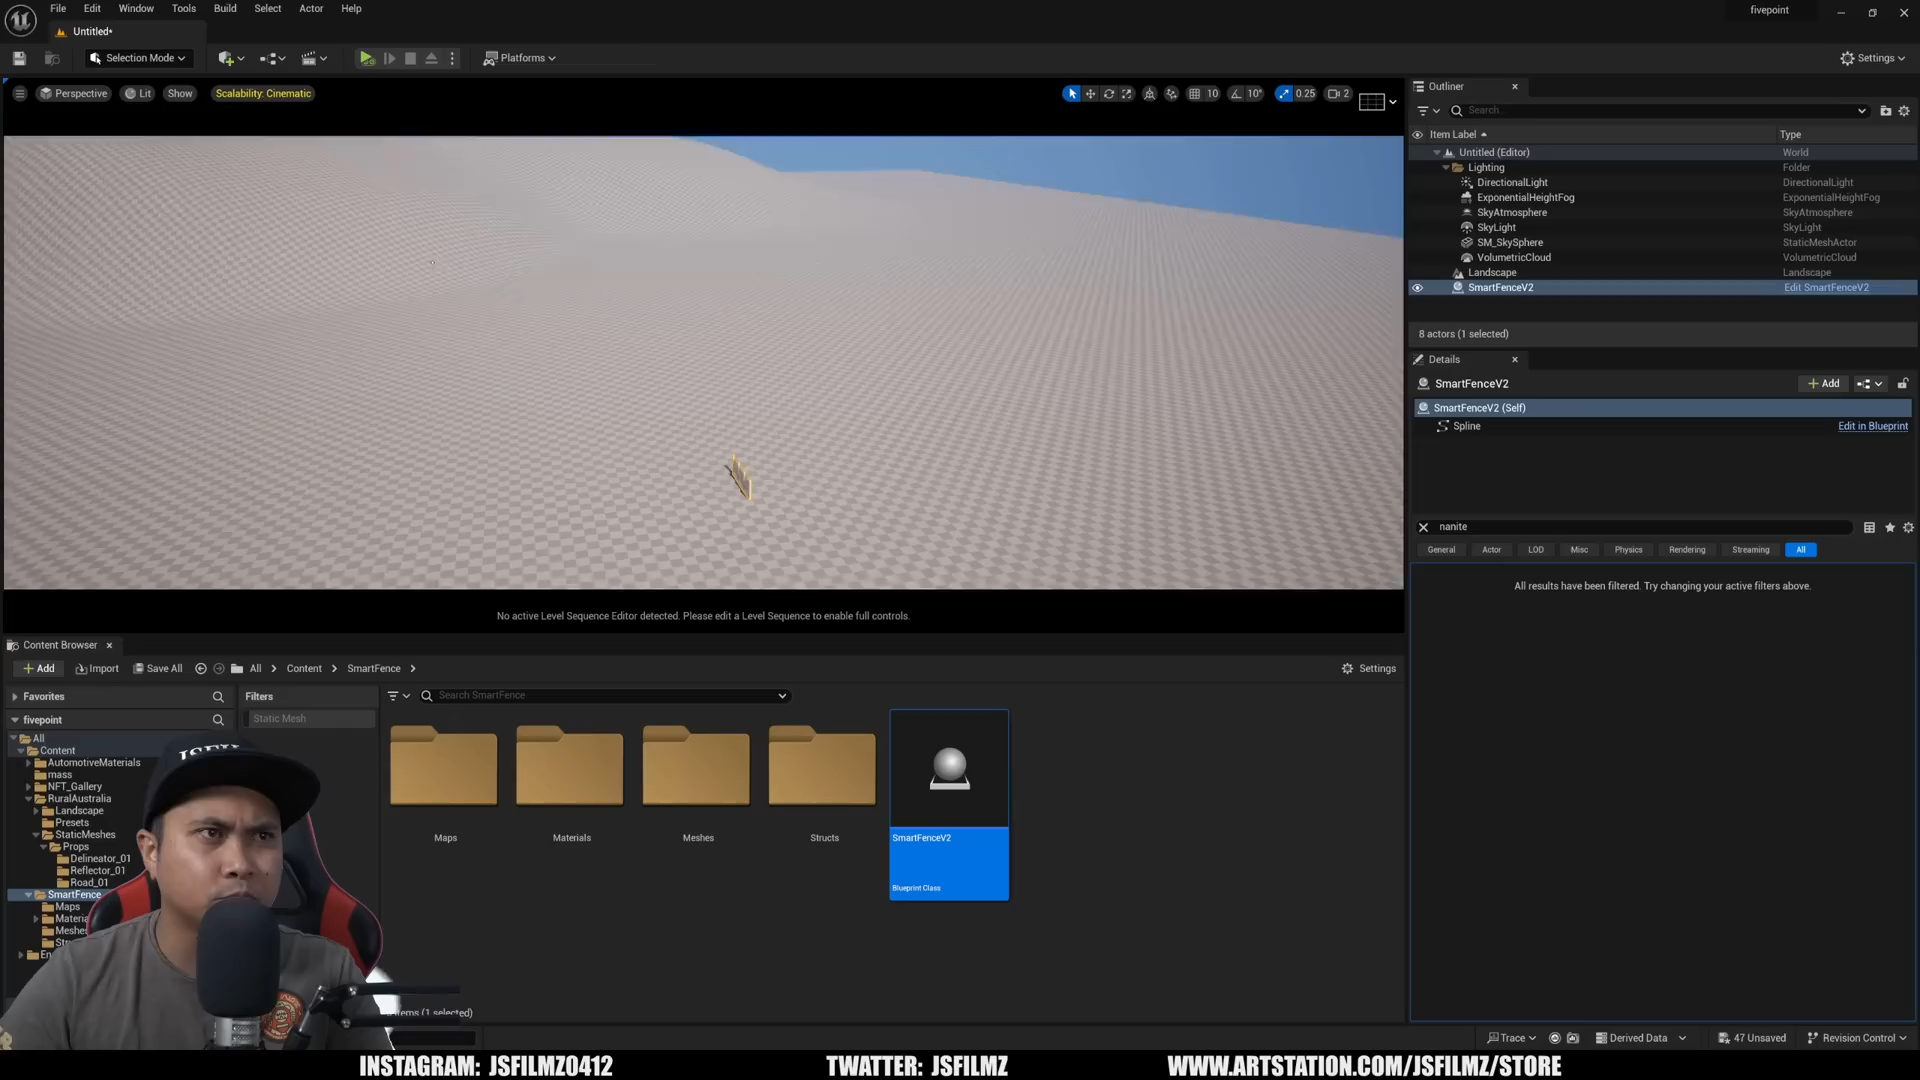 File Edit Window Tools Build Select Actor Help
fivepoint
Untitled*
Selection Mode
Platforms
Settings
Perspective Lit Show Scalability: Cinematic
10 10° 0.25 2
No active Level Sequence Editor detected. Please edit a Level Sequence to enable full controls.
Outliner
Search...
Item Label Type
Untitled (Editor) World
Lighting Folder
DirectionalLight DirectionalLight
ExponentialHeightFog ExponentialHeightFog
SkyAtmosphere SkyAtmosphere
SkyLight SkyLight
SM_SkySphere StaticMeshActor
VolumetricCloud VolumetricCloud
Landscape Landscape
SmartFenceV2 Edit SmartFenceV2
8 actors (1 selected)
Details
SmartFenceV2
Add
SmartFenceV2 (Self)
Spline Edit in Blueprint
nanite
General Actor LOD Misc Physics Rendering Streaming All
All results have been filtered. Try changing your active filters above.
Content Browser
Add Import Save All All Content SmartFence Settings
Favorites
fivepoint
All
Content
AutomotiveMaterials
mass
NFT_Gallery
RuralAustralia
Landscape
Presets
StaticMeshes
Props
Delineator_01
Reflector_01
Road_01
SmartFence
Maps
Materia
Meshes
Filters
Static Mesh
Search SmartFence
Maps
Materials
Meshes
Structs
SmartFenceV2
Blueprint Class
items (1 selected)
Trace Derived Data 47 Unsaved Revision Control
INSTAGRAM: JSFILMZ0412 TWATTER: JSFILMZ WWW.ARTSTATION.COM/JSFILMZ/STORE